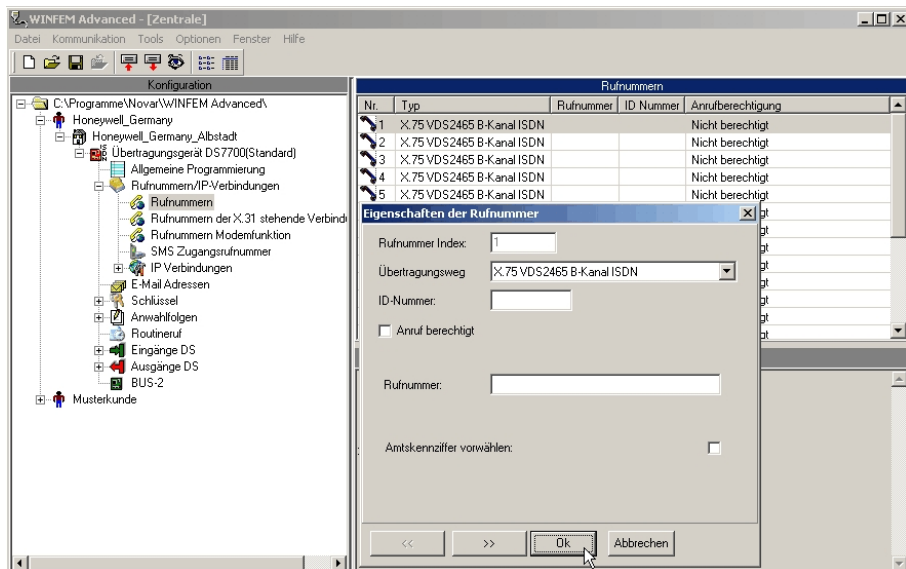 WINFEM Advanced - [Zentrale]
Datei Kommunikation Tools Optionen Fenster Hilfe
Konfiguration
C:\Programme\Novar\WINFEM Advanced\
Honeywell_Germany
Honeywell_Germany_Albstadt
Übertragungsgerät DS7700(Standard)
Allgemeine Programmierung
Rufnummern/IP-Verbindungen
Rufnummern
Rufnummern der X.31 stehende Verbind
Rufnummern Modemfunktion
SMS Zugangsrufnummer
IP Verbindungen
E-Mail Adressen
Schlüssel
Anwahlfolgen
Routineruf
Eingänge DS
Ausgänge DS
BUS-2
Musterkunde
Rufnummern
Nr. Typ Rufnummer ID Nummer Anrufberechtigung
1 X.75 VDS2465 B-Kanal ISDN Nicht berechtigt
2 X.75 VDS2465 B-Kanal ISDN Nicht berechtigt
3 X.75 VDS2465 B-Kanal ISDN Nicht berechtigt
4 X.75 VDS2465 B-Kanal ISDN Nicht berechtigt
5 X.75 VDS2465 B-Kanal ISDN Nicht berechtigt
Eigenschaften der Rufnummer
Rufnummer Index: 1
Übertragungsweg X.75 VDS2465 B-Kanal ISDN
ID-Nummer:
Anruf berechtigt
Rufnummer:
Amtskennziffer vorwählen:
<< >> Ok Abbrechen